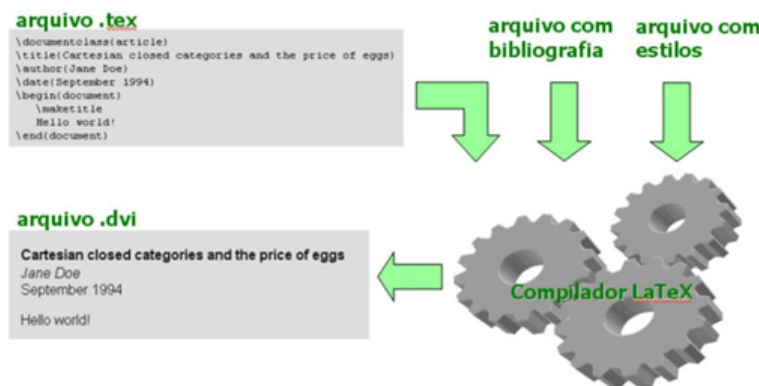 arquivo .tex
\documentclass(article)
\title(Cartesian closed categories and the price of eggs)
\author(Jane Doe)
\date(September 1994)
\begin(document)
\maketitle
Hello world!
\end(document)
arquivo com
bibliografia
arquivo com
estilos
arquivo .dvi
Cartesian closed categories and the price of eggs
Jane Doe
September 1994
Hello world!
Compilador LaTeX